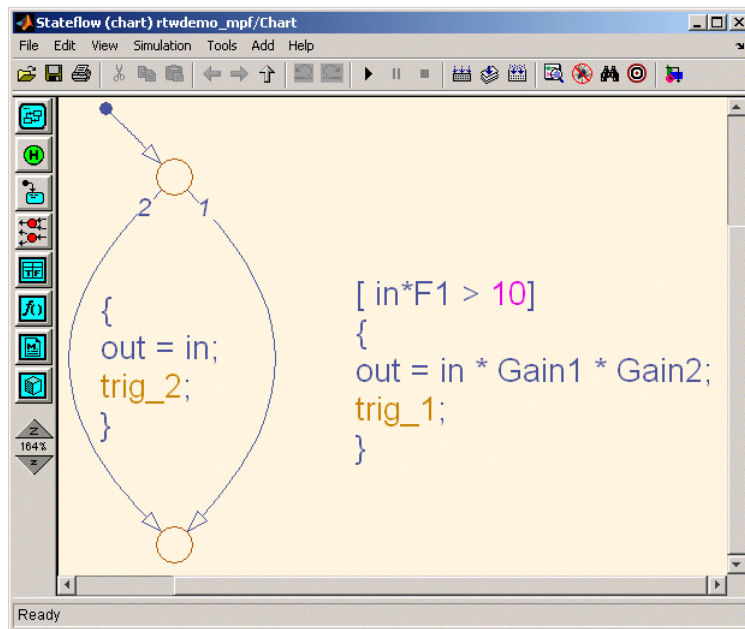 Stateflow (chart) rtwdemo_mpf/Chart
File Edit View Simulation Tools Add Help
H
2 1
{
out = in;
trig_2;
}
[ in*F1 > 10]
{
out = in * Gain1 * Gain2;
trig_1;
}
TF
f()
M
Z
164%
z
Ready